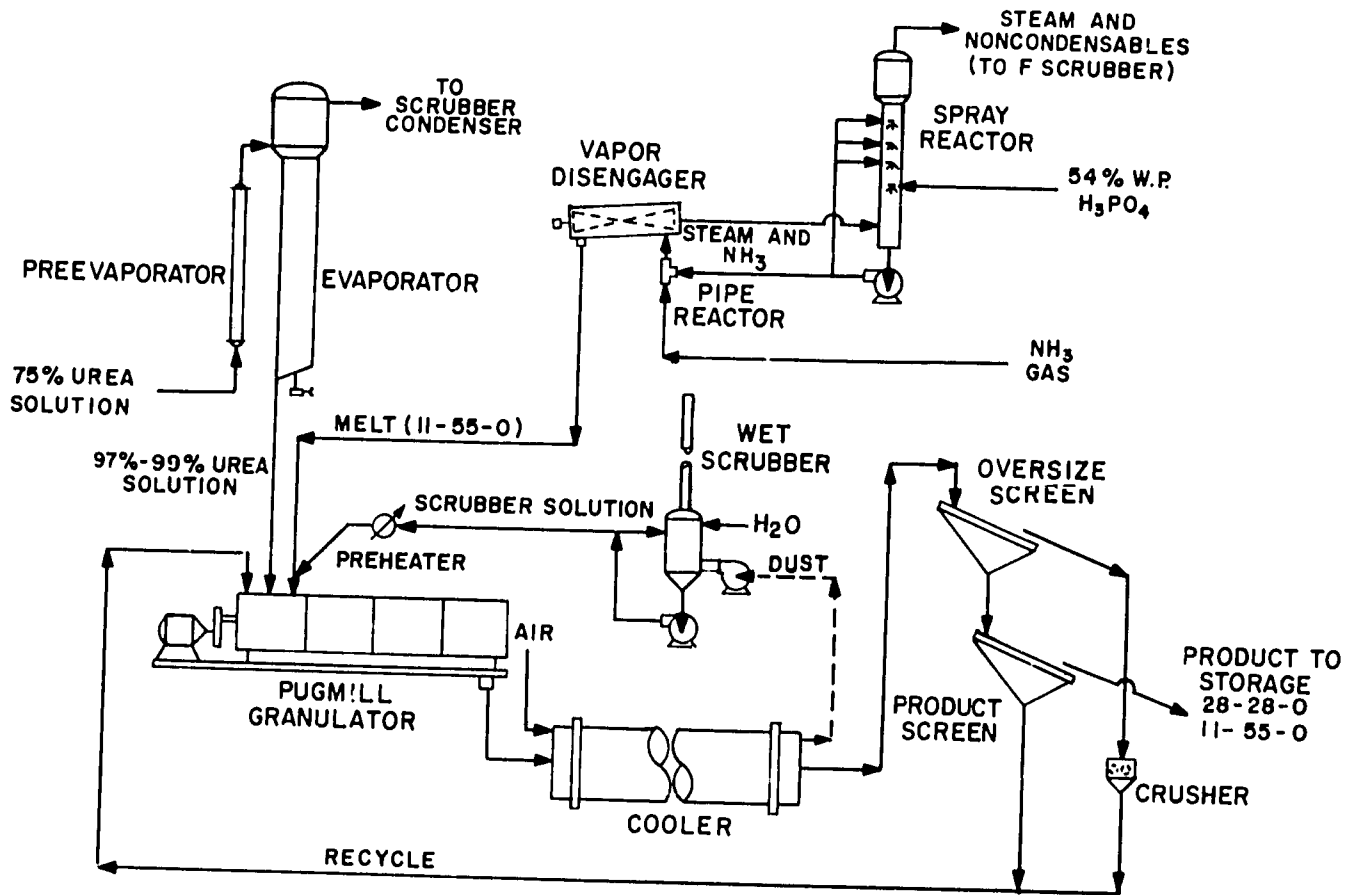 STEAM AND
NONCONDENSABLES
(TO F SCRUBBER)
TO
SCRUBBER
CONDENSER
SPRAY
REACTOR
VAPOR
DISENGAGER
54% W.P.
H₃PO₄
STEAM AND
NH₃
PREEVAPORATOR
EVAPORATOR
PIPE
REACTOR
NH₃
GAS
75% UREA
SOLUTION
MELT (11-55-0)
WET
SCRUBBER
97%-99% UREA
SOLUTION
OVERSIZE
SCREEN
SCRUBBER SOLUTION
H₂O
PREHEATER
DUST
AIR
PUGM!LL
GRANULATOR
PRODUCT
SCREEN
PRODUCT TO
STORAGE
28-28-0
11-55-0
CRUSHER
COOLER
RECYCLE